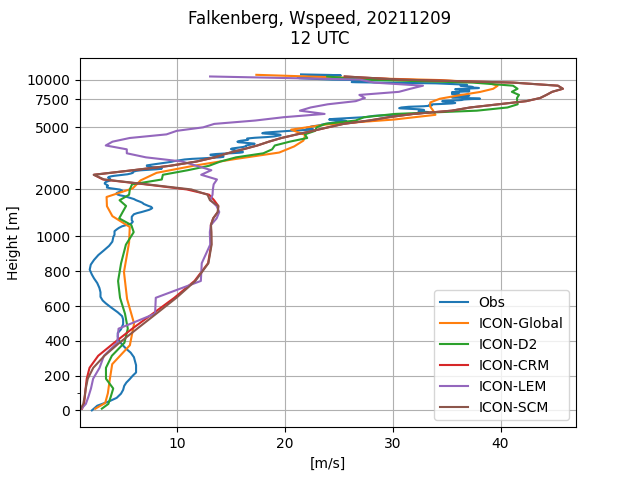 Falkenberg, Wspeed, 20211209
12 UTC
10000
7500
5000
2000
1000
800
600
400
200
0
Height [m]
Obs
ICON-Global
ICON-D2
ICON-CRM
ICON-LEM
ICON-SCM
10
20
30
40
[m/s]